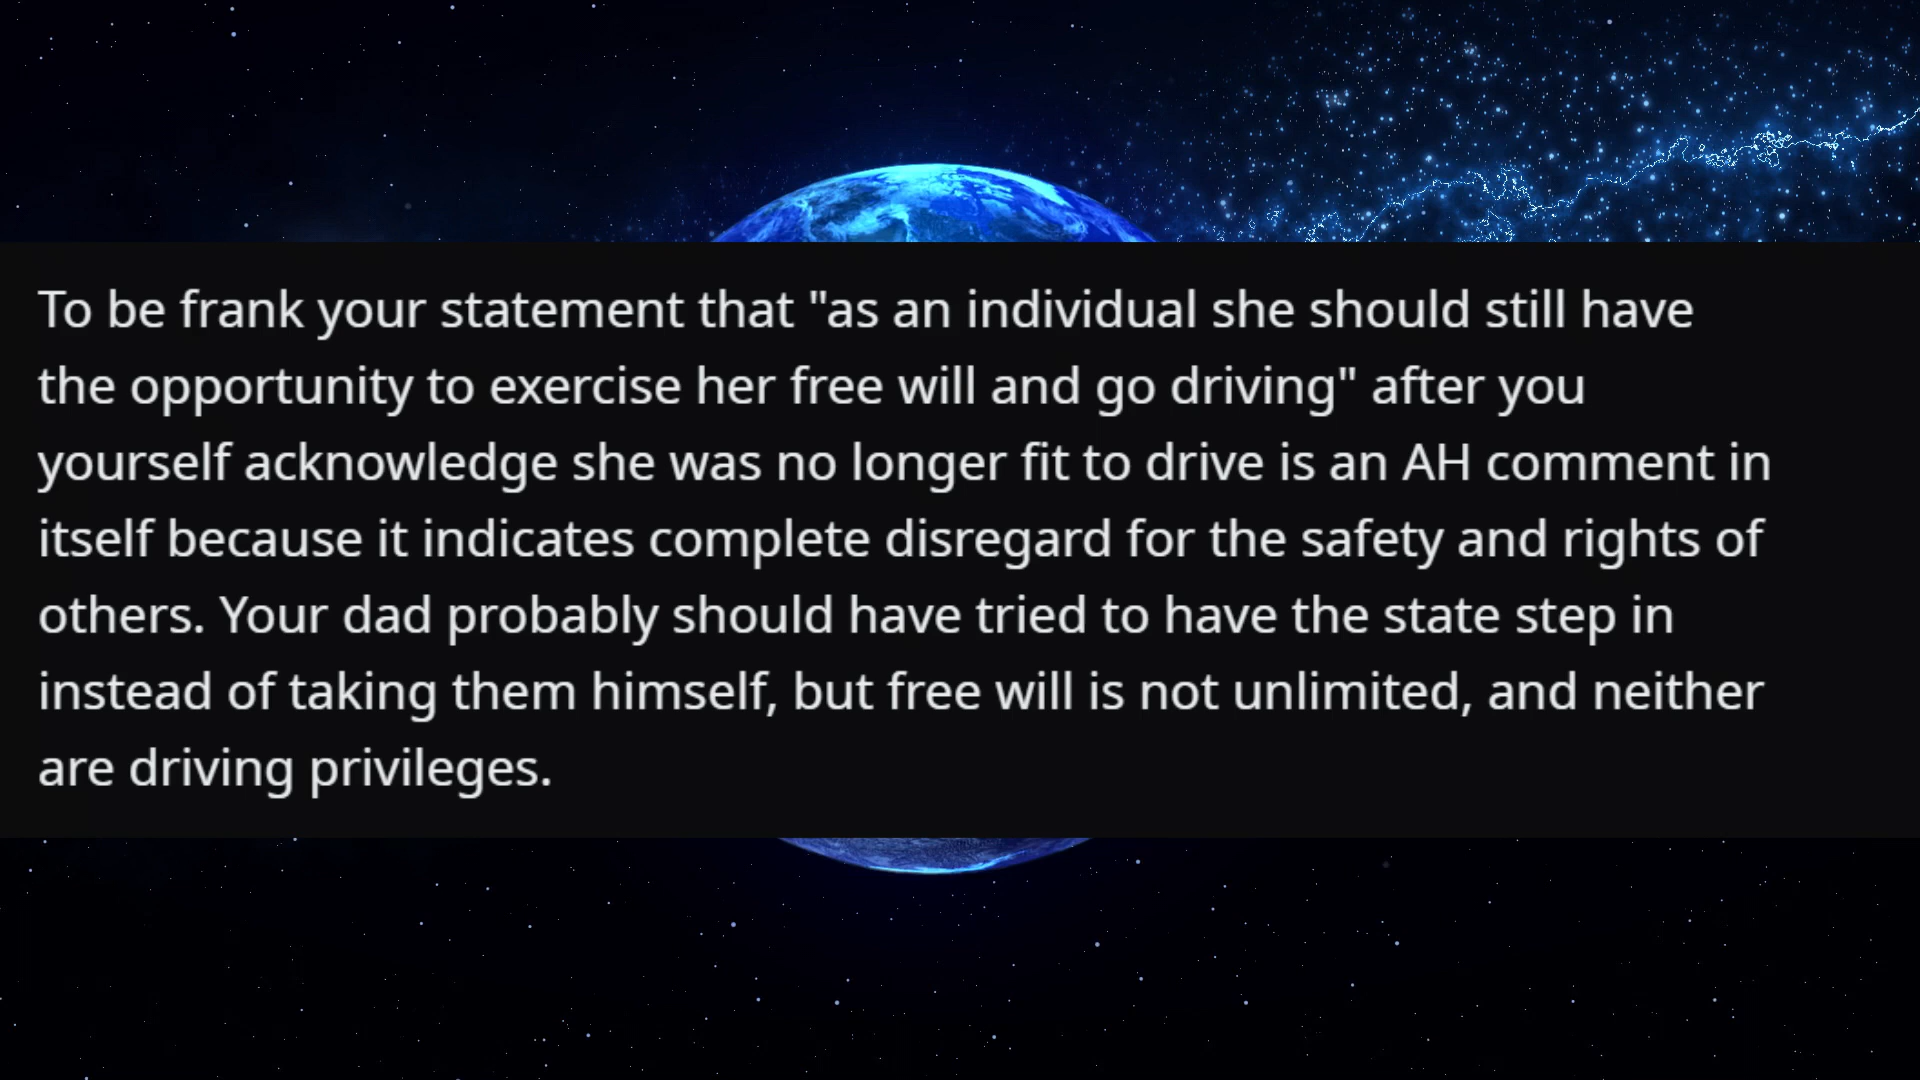 To be frank your statement that "as an individual she should still have
the opportunity to exercise her free will and go driving" after you
yourself acknowledge she was no longer fit to drive is an AH comment in
itself because it indicates complete disregard for the safety and rights of
others. Your dad probably should have tried to have the state step in
instead of taking them himself, but free will is not unlimited, and neither
are driving privileges.